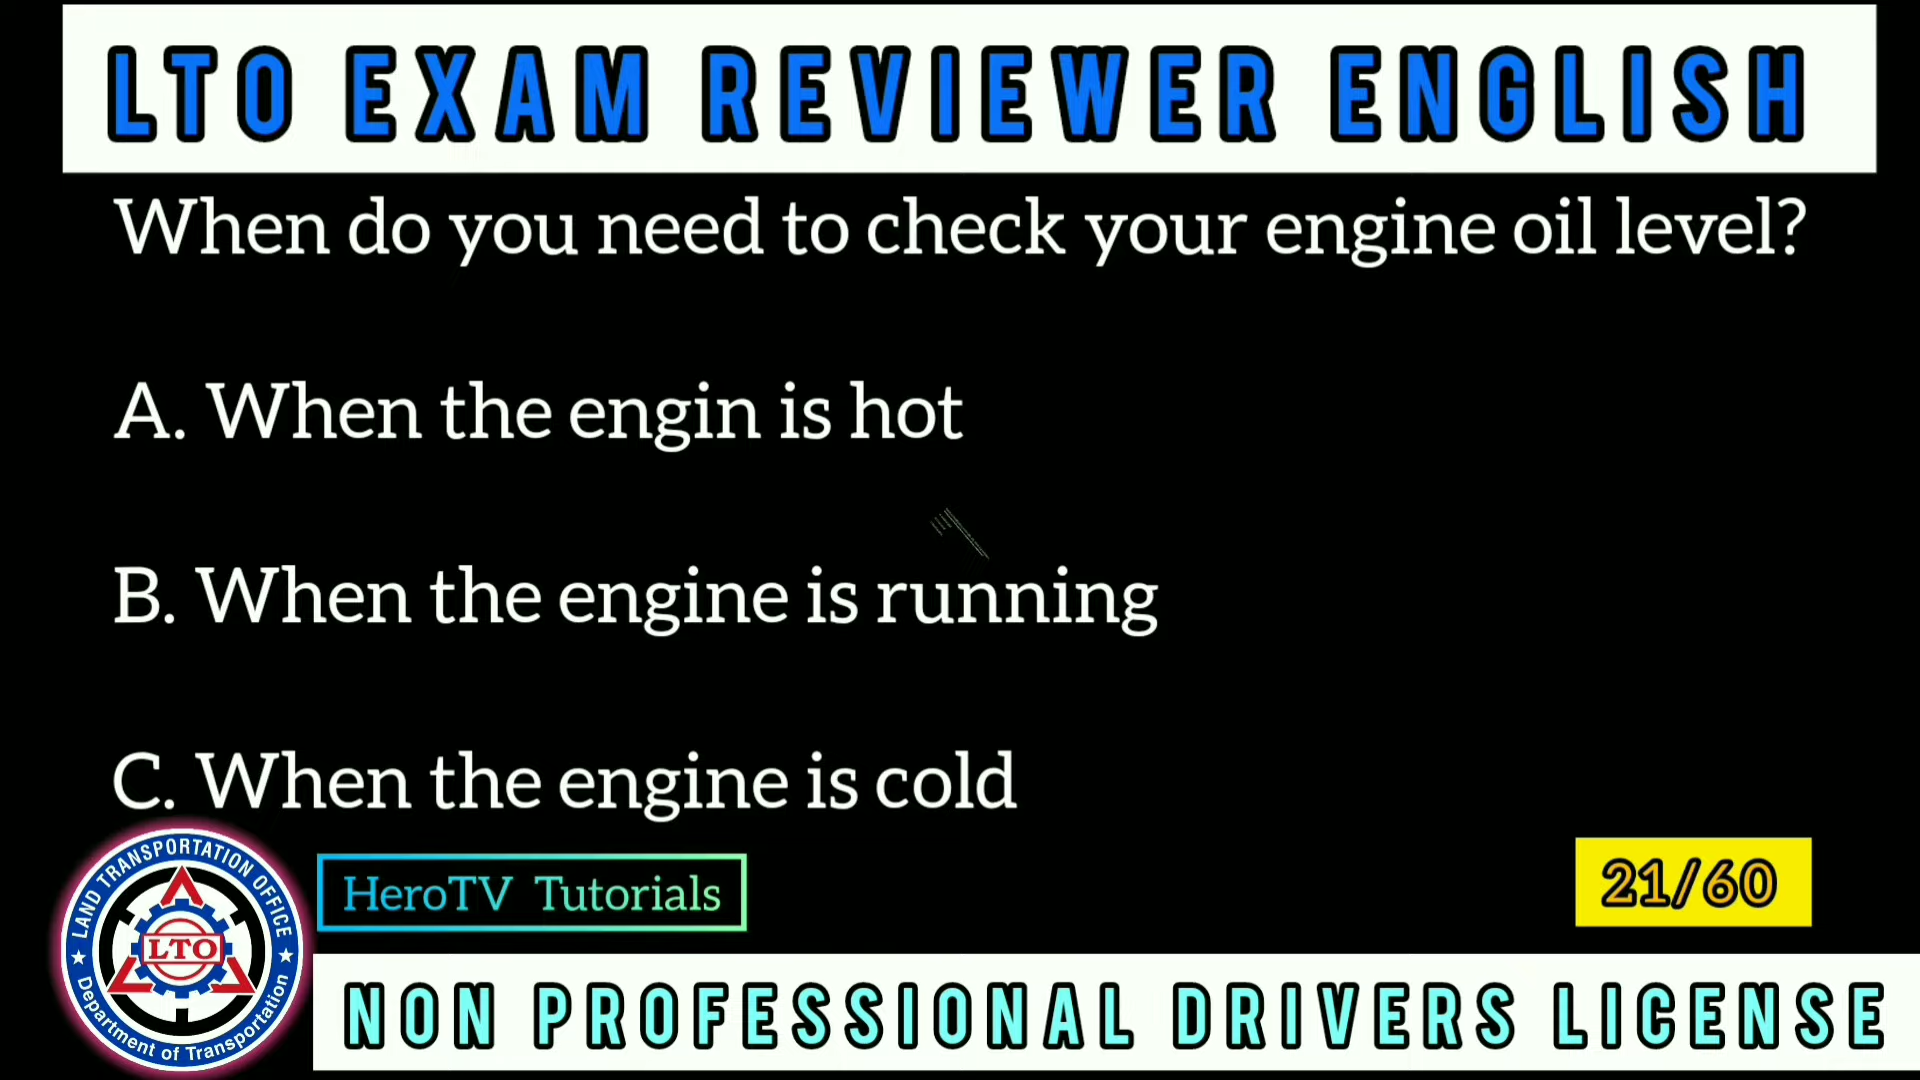 LTO EXAM REVIEWER ENGLISH
When do you need to check your engine oil level?
A. When the engin is hot
B. When the engine is running
C. When the engine is cold
LAND TRANSPORTATION OFFICE
LTO
Department of Transportation
HeroTV Tutorials
21/60
NON PROFESSIONAL DRIVERS LICENSE